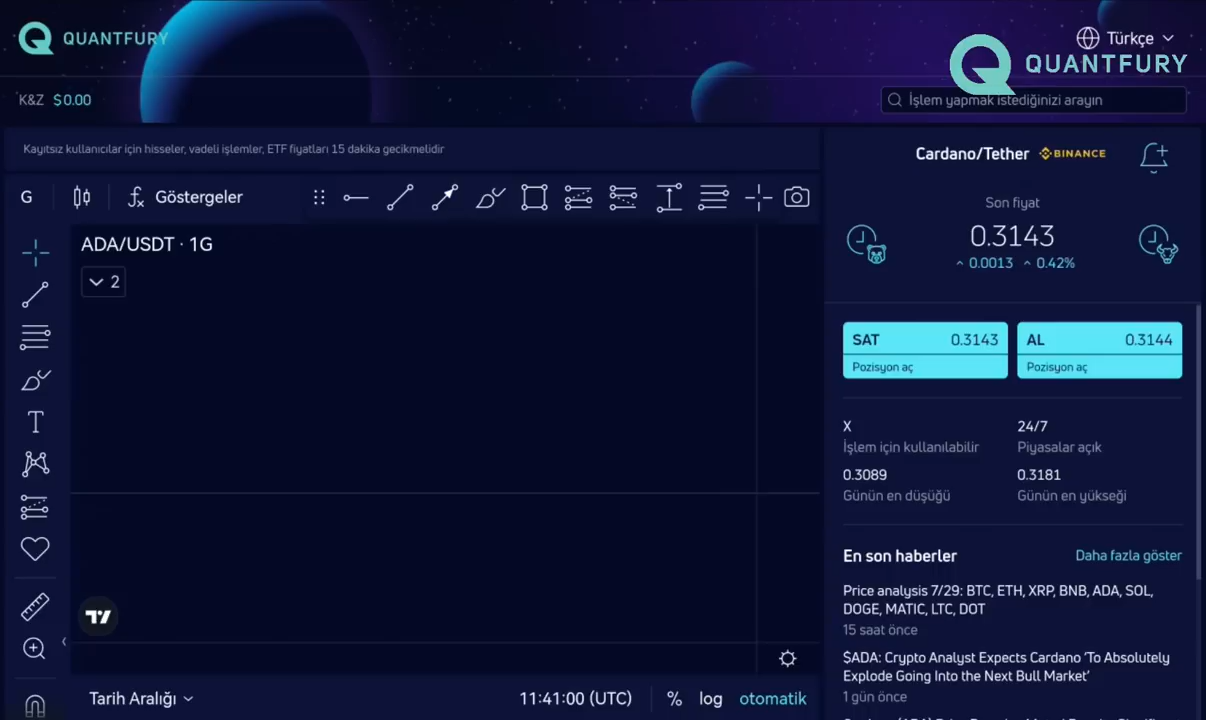 QUANTFURY
Türkçe
QUANTFURY
K&Z $0.00
İşlem yapmak istediğinizi arayın
Kayıtsız kullanıcılar için hisseler, vadeli işlemler, ETF fiyatları 15 dakika gecikmelidir
Cardano/Tether BINANCE
G
Göstergeler
Son fiyat
0.3143
0.0013 0.42%
ADA/USDT · 1G
2
SAT 0.3143
Pozisyon aç
AL 0.3144
Pozisyon aç
X
İşlem için kullanılabilir
24/7
Piyasalar açık
0.3089
Günün en düşüğü
0.3181
Günün en yükseği
En son haberler
Daha fazla göster
Price analysis 7/29: BTC, ETH, XRP, BNB, ADA, SOL,
DOGE, MATIC, LTC, DOT
15 saat önce
$ADA: Crypto Analyst Expects Cardano ‘To Absolutely
Explode Going Into the Next Bull Market’
1 gün önce
Tarih Aralığı
11:41:00 (UTC)
% log otomatik